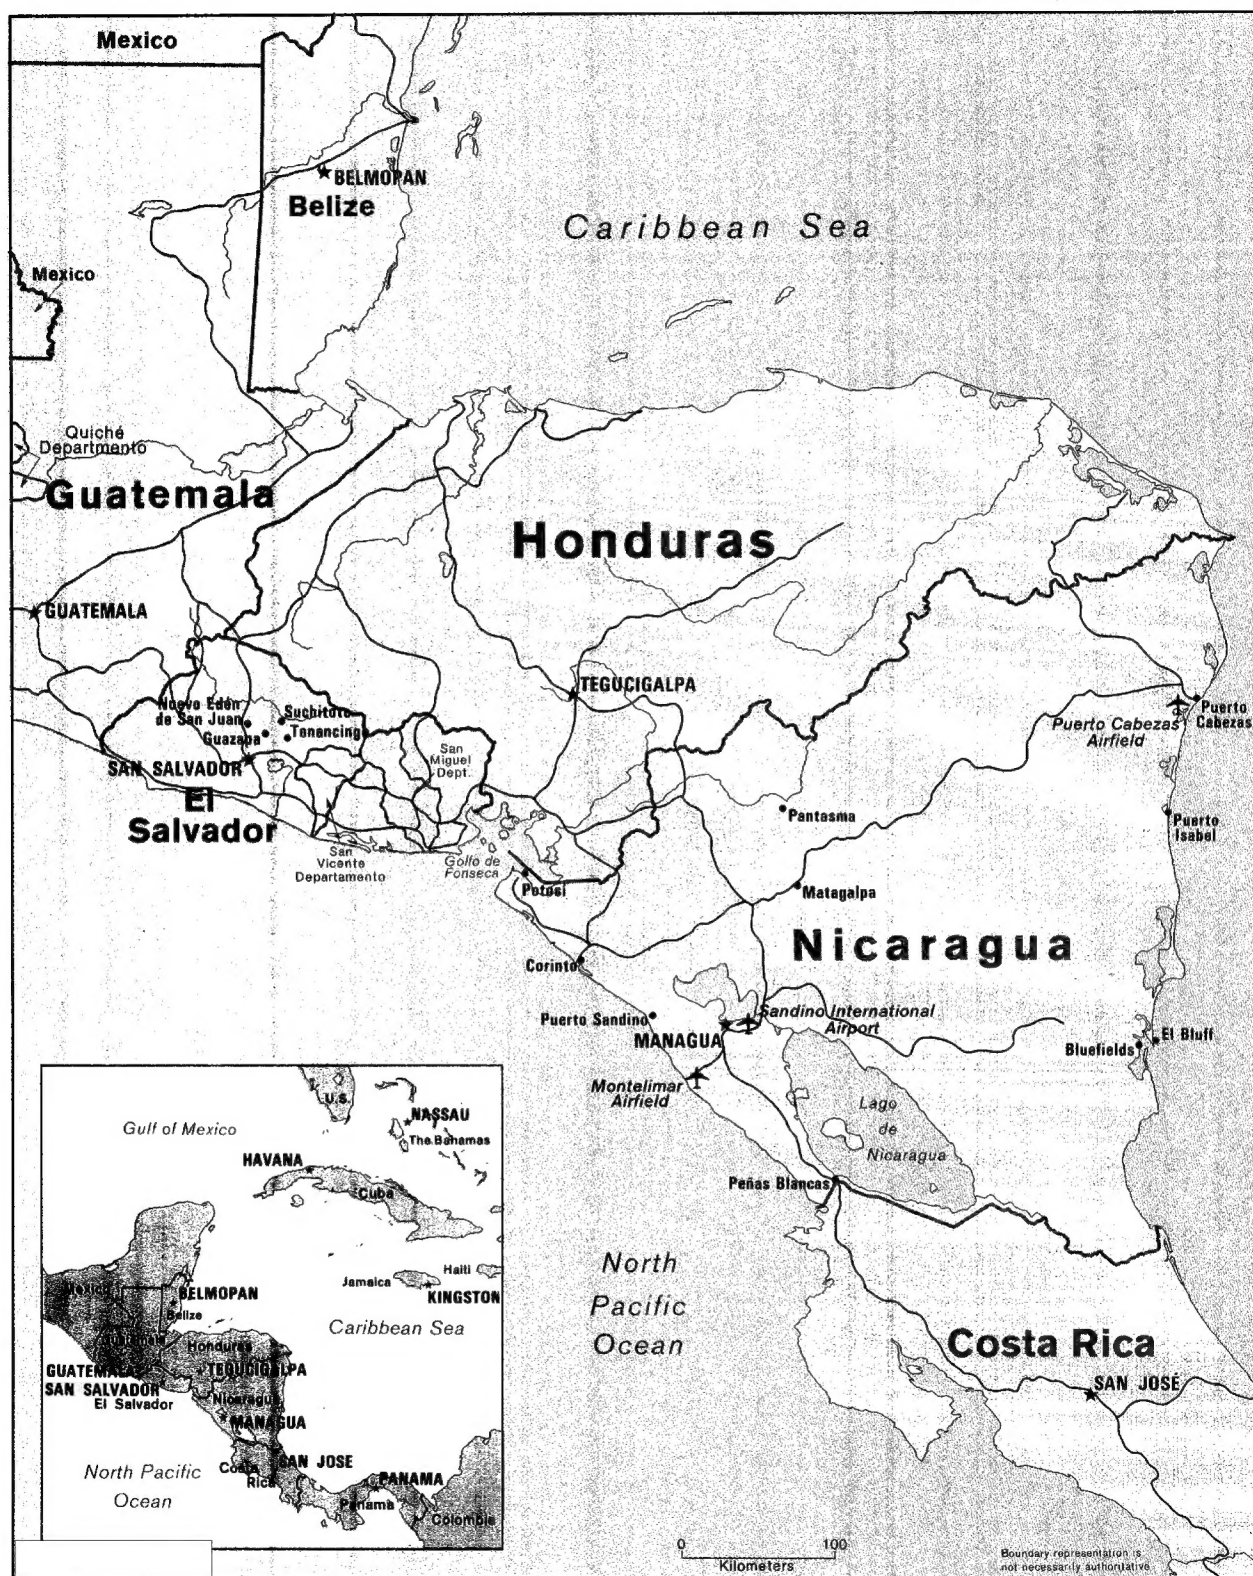 Mexico
BELMOPAN
Belize
Caribbean Sea
Mexico
Quiché
Departmento
Guatemala
Honduras
GUATEMALA
TEGUCIGALPA
Nuevo Edén
de San Juan
Suchitoto
Guazapa
Tenancingo
SAN SALVADOR
El
Salvador
San
Miguel
Dept.
San
Vicente
Departamento
Golfo de
Fonseca
Potosí
Puerto
Cabezas
Puerto Cabezas
Airfield
Pantasma
Puerto
Isabel
Matagalpa
Nicaragua
Corinto
Puerto Sandino
Sandino International
Airport
MANAGUA
Bluefields
El Bluff
Montelimar
Airfield
Lago
de
Nicaragua
Peñas Blancas
North
Pacific
Ocean
Costa Rica
SAN JOSÉ
U.S.
Gulf of Mexico
NASSAU
The Bahamas
HAVANA
Cuba
Mexico
BELMOPAN
Belize
Jamaica
Haiti
KINGSTON
Caribbean Sea
Guatemala
Honduras
GUATEMALA
TEGUCIGALPA
SAN SALVADOR
El Salvador
Nicaragua
MANAGUA
SAN JOSE
Costa
Rica
PANAMA
Panama
Colombia
North Pacific
Ocean
0 100
Kilometers
Boundary representation is
not necessarily authoritative